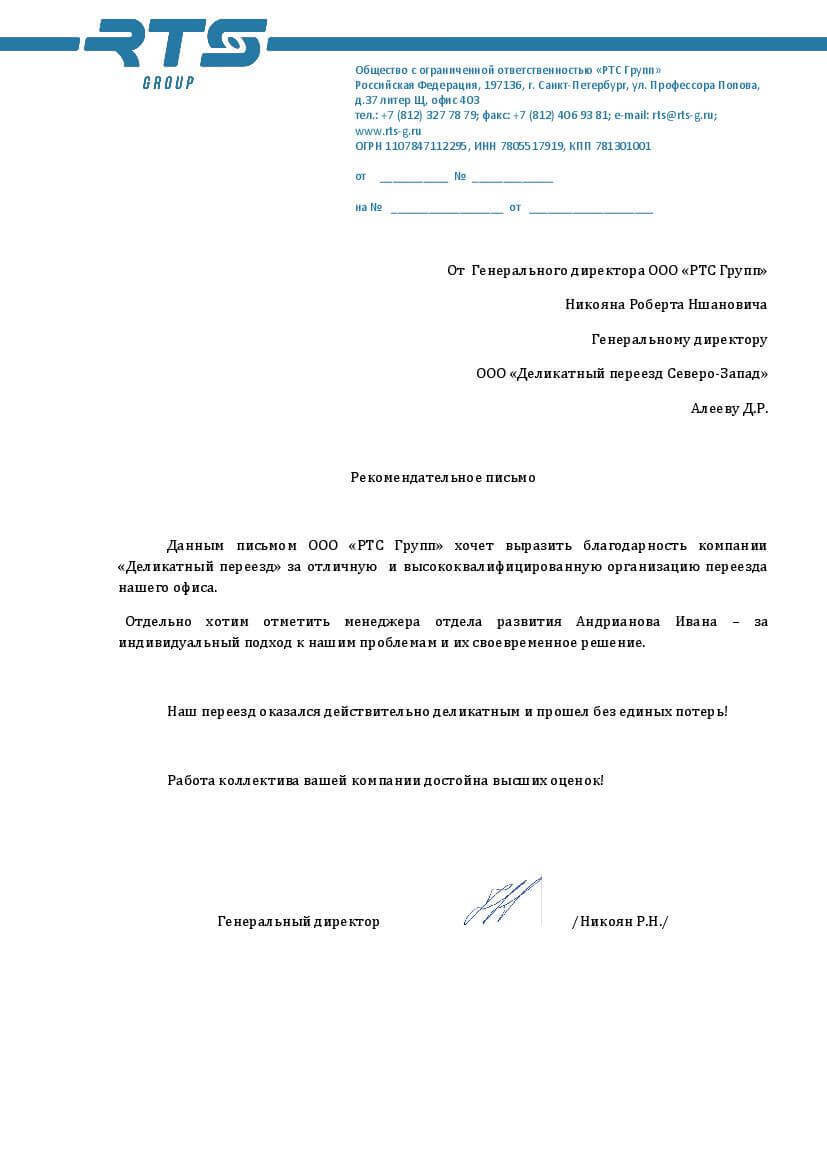 RTS
GROUP
Общество с ограниченной ответственностью «РТС Групп»
Российская Федерация, 197136, г. Санкт-Петербург, ул. Профессора Попова,
д.37 литер Щ, офис 403
тел.: +7 (812) 327 78 79; факс: +7 (812) 406 93 81; e-mail: rts@rts-g.ru;
www.rts-g.ru
ОГРН 1107847112295, ИНН 7805517919, КПП 781301001
от ___________ № _____________
на № __________________ от ____________________
От Генерального директора ООО «РТС Групп»
Никояна Роберта Ншановича
Генеральному директору
ООО «Деликатный переезд Северо-Запад»
Алееву Д.Р.
Рекомендательное письмо
Данным письмом ООО «РТС Групп» хочет выразить благодарность компании
«Деликатный переезд» за отличную и высококвалифицированную организацию переезда
нашего офиса.
Отдельно хотим отметить менеджера отдела развития Андрианова Ивана – за
индивидуальный подход к нашим проблемам и их своевременное решение.
Наш переезд оказался действительно деликатным и прошел без единых потерь!
Работа коллектива вашей компании достойна высших оценок!
Генеральный директор /Никоян Р.Н./